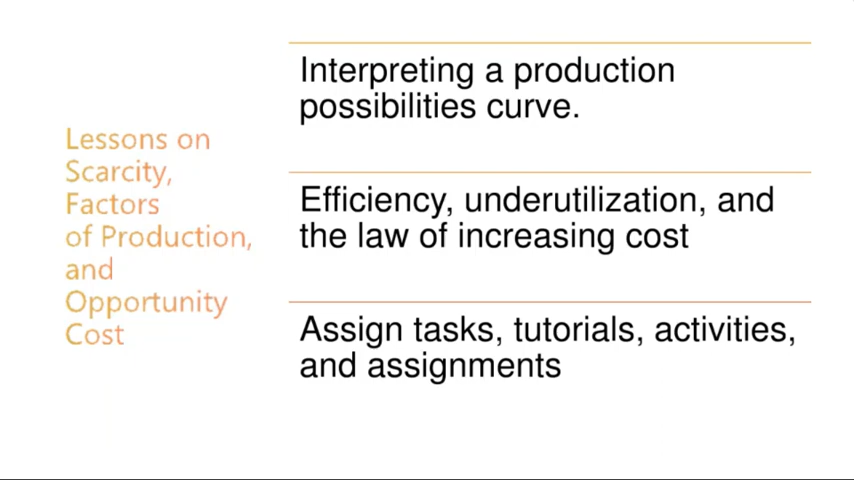 Lessons on
Scarcity,
Factors
of Production,
and
Opportunity
Cost
Interpreting a production
possibilities curve.
Efficiency, underutilization, and
the law of increasing cost
Assign tasks, tutorials, activities,
and assignments